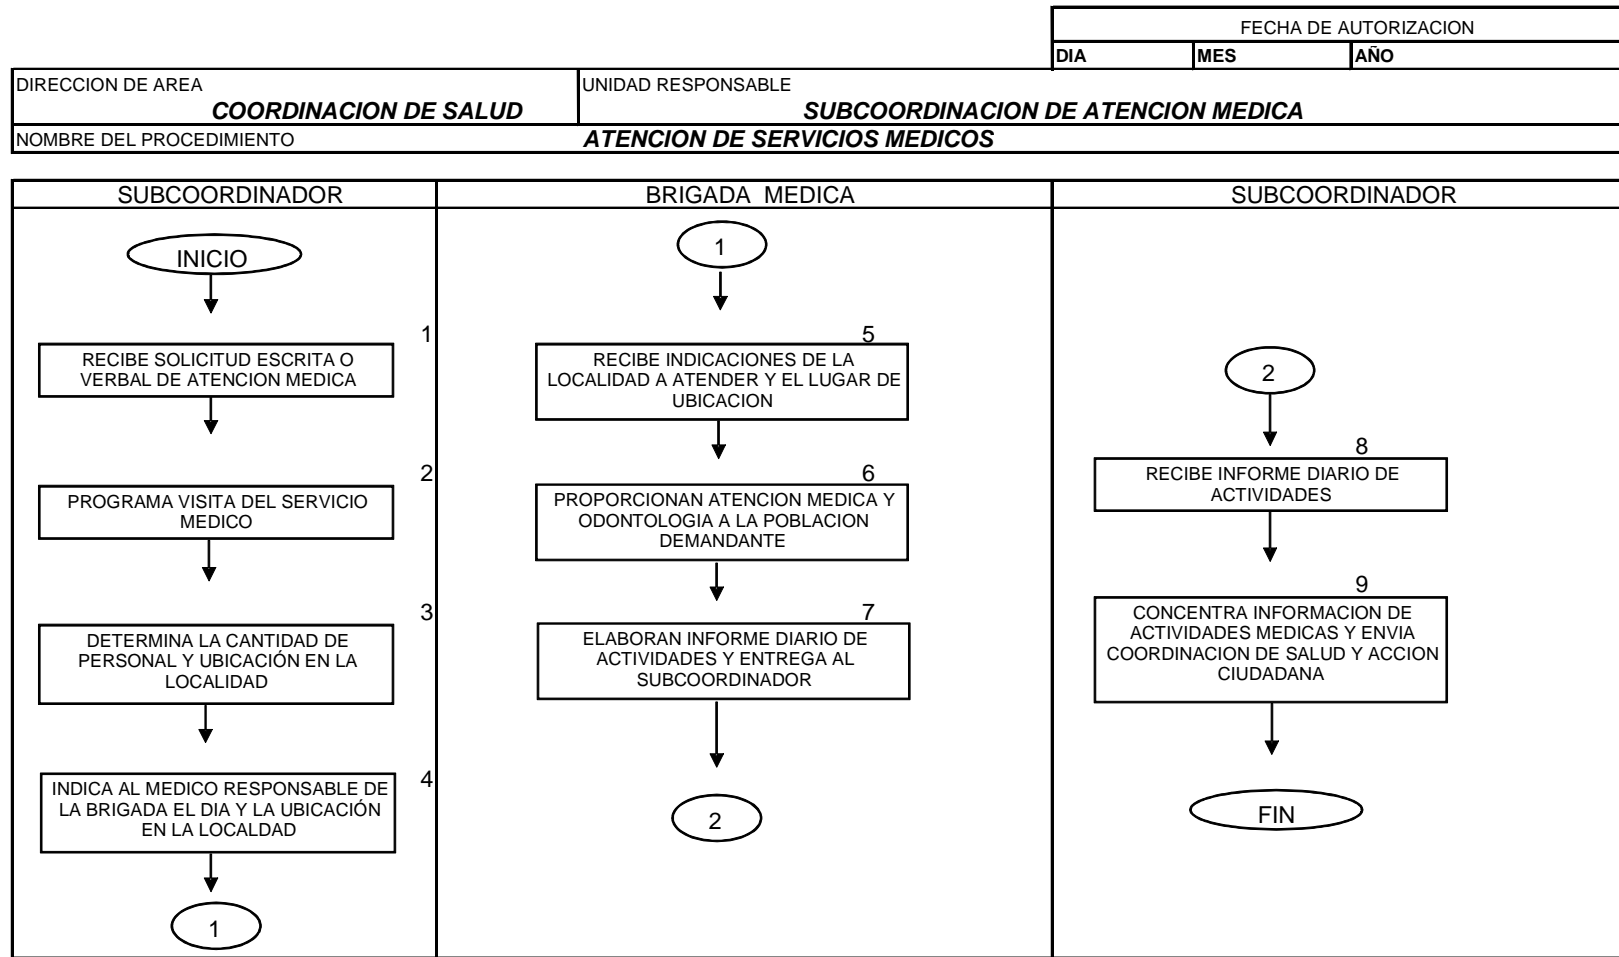 FECHA DE AUTORIZACION
DIA MES AÑO
DIRECCION DE AREA UNIDAD RESPONSABLE
COORDINACION DE SALUD SUBCOORDINACION DE ATENCION MEDICA
NOMBRE DEL PROCEDIMIENTO ATENCION DE SERVICIOS MEDICOS
SUBCOORDINADOR BRIGADA MEDICA SUBCOORDINADOR
INICIO
1
RECIBE SOLICITUD ESCRITA O
VERBAL DE ATENCION MEDICA
2
PROGRAMA VISITA DEL SERVICIO
MEDICO
3
DETERMINA LA CANTIDAD DE
PERSONAL Y UBICACIÓN EN LA
LOCALIDAD
4
INDICA AL MEDICO RESPONSABLE DE
LA BRIGADA EL DIA Y LA UBICACIÓN
EN LA LOCALDAD
1
1
5
RECIBE INDICACIONES DE LA
LOCALIDAD A ATENDER Y EL LUGAR DE
UBICACION
6
PROPORCIONAN ATENCION MEDICA Y
ODONTOLOGIA A LA POBLACION
DEMANDANTE
7
ELABORAN INFORME DIARIO DE
ACTIVIDADES Y ENTREGA AL
SUBCOORDINADOR
2
2
8
RECIBE INFORME DIARIO DE
ACTIVIDADES
9
CONCENTRA INFORMACION DE
ACTIVIDADES MEDICAS Y ENVIA
COORDINACION DE SALUD Y ACCION
CIUDADANA
FIN